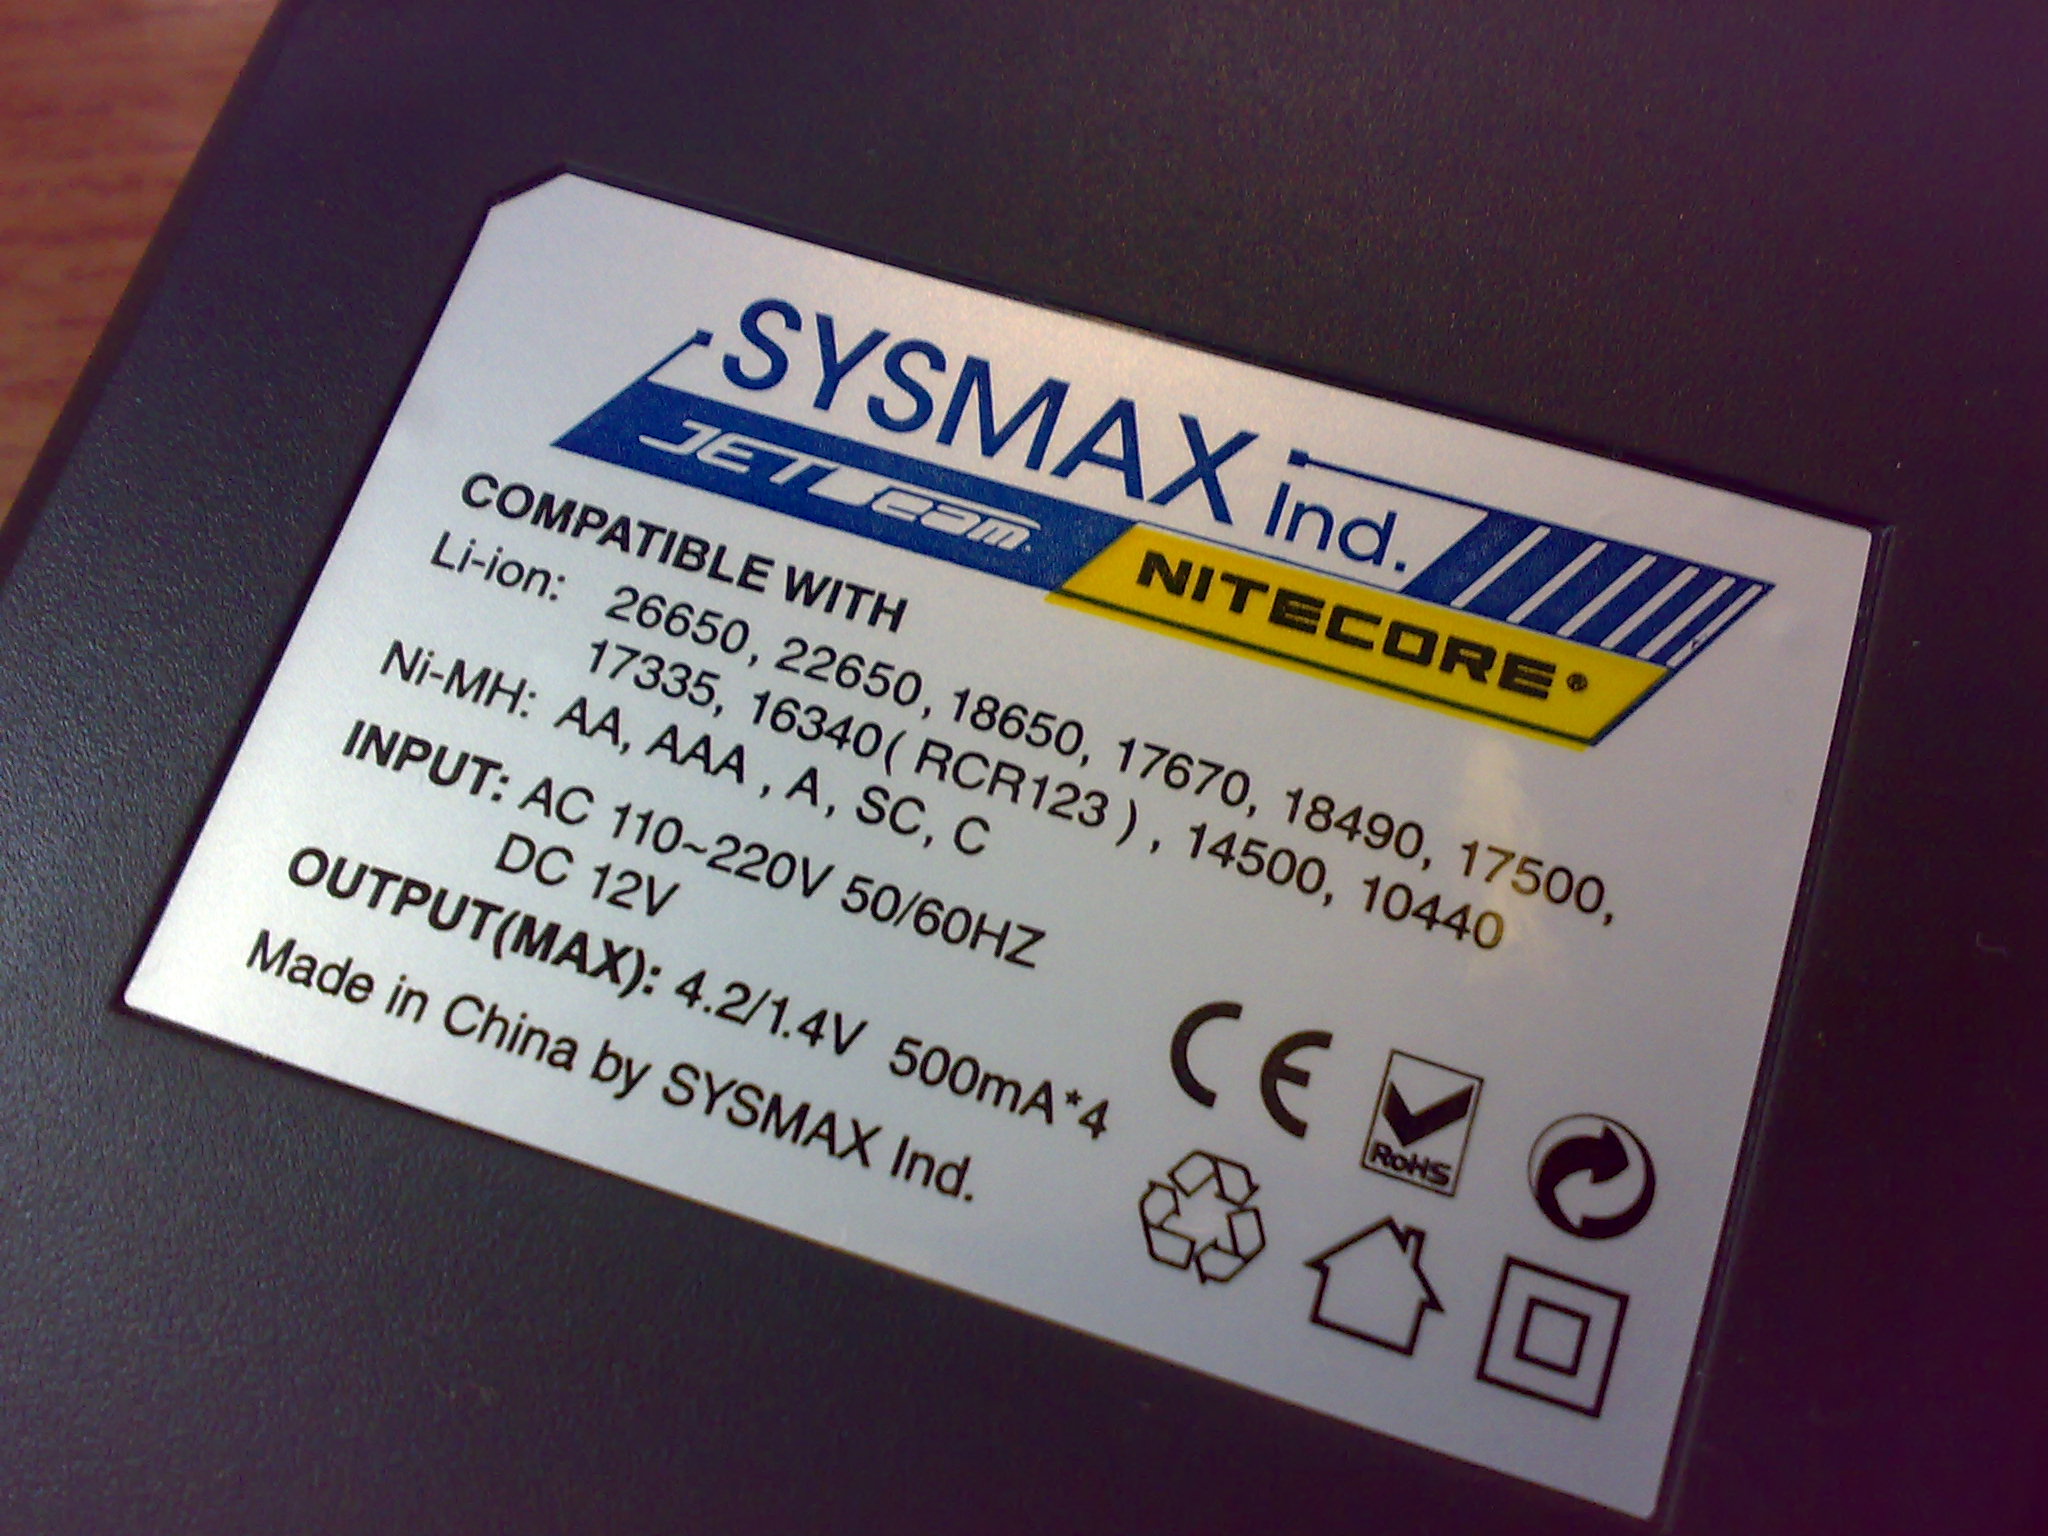 SYSMAX Ind.
JETBeam
NITECORE®
COMPATIBLE WITH
Li-ion: 26650, 22650, 18650, 17670, 18490, 17500,
17335, 16340( RCR123 ) , 14500, 10440
Ni-MH: AA, AAA , A, SC, C
INPUT: AC 110~220V 50/60HZ
DC 12V
OUTPUT(MAX): 4.2/1.4V 500mA*4
Made in China by SYSMAX Ind.
CE
RoHS